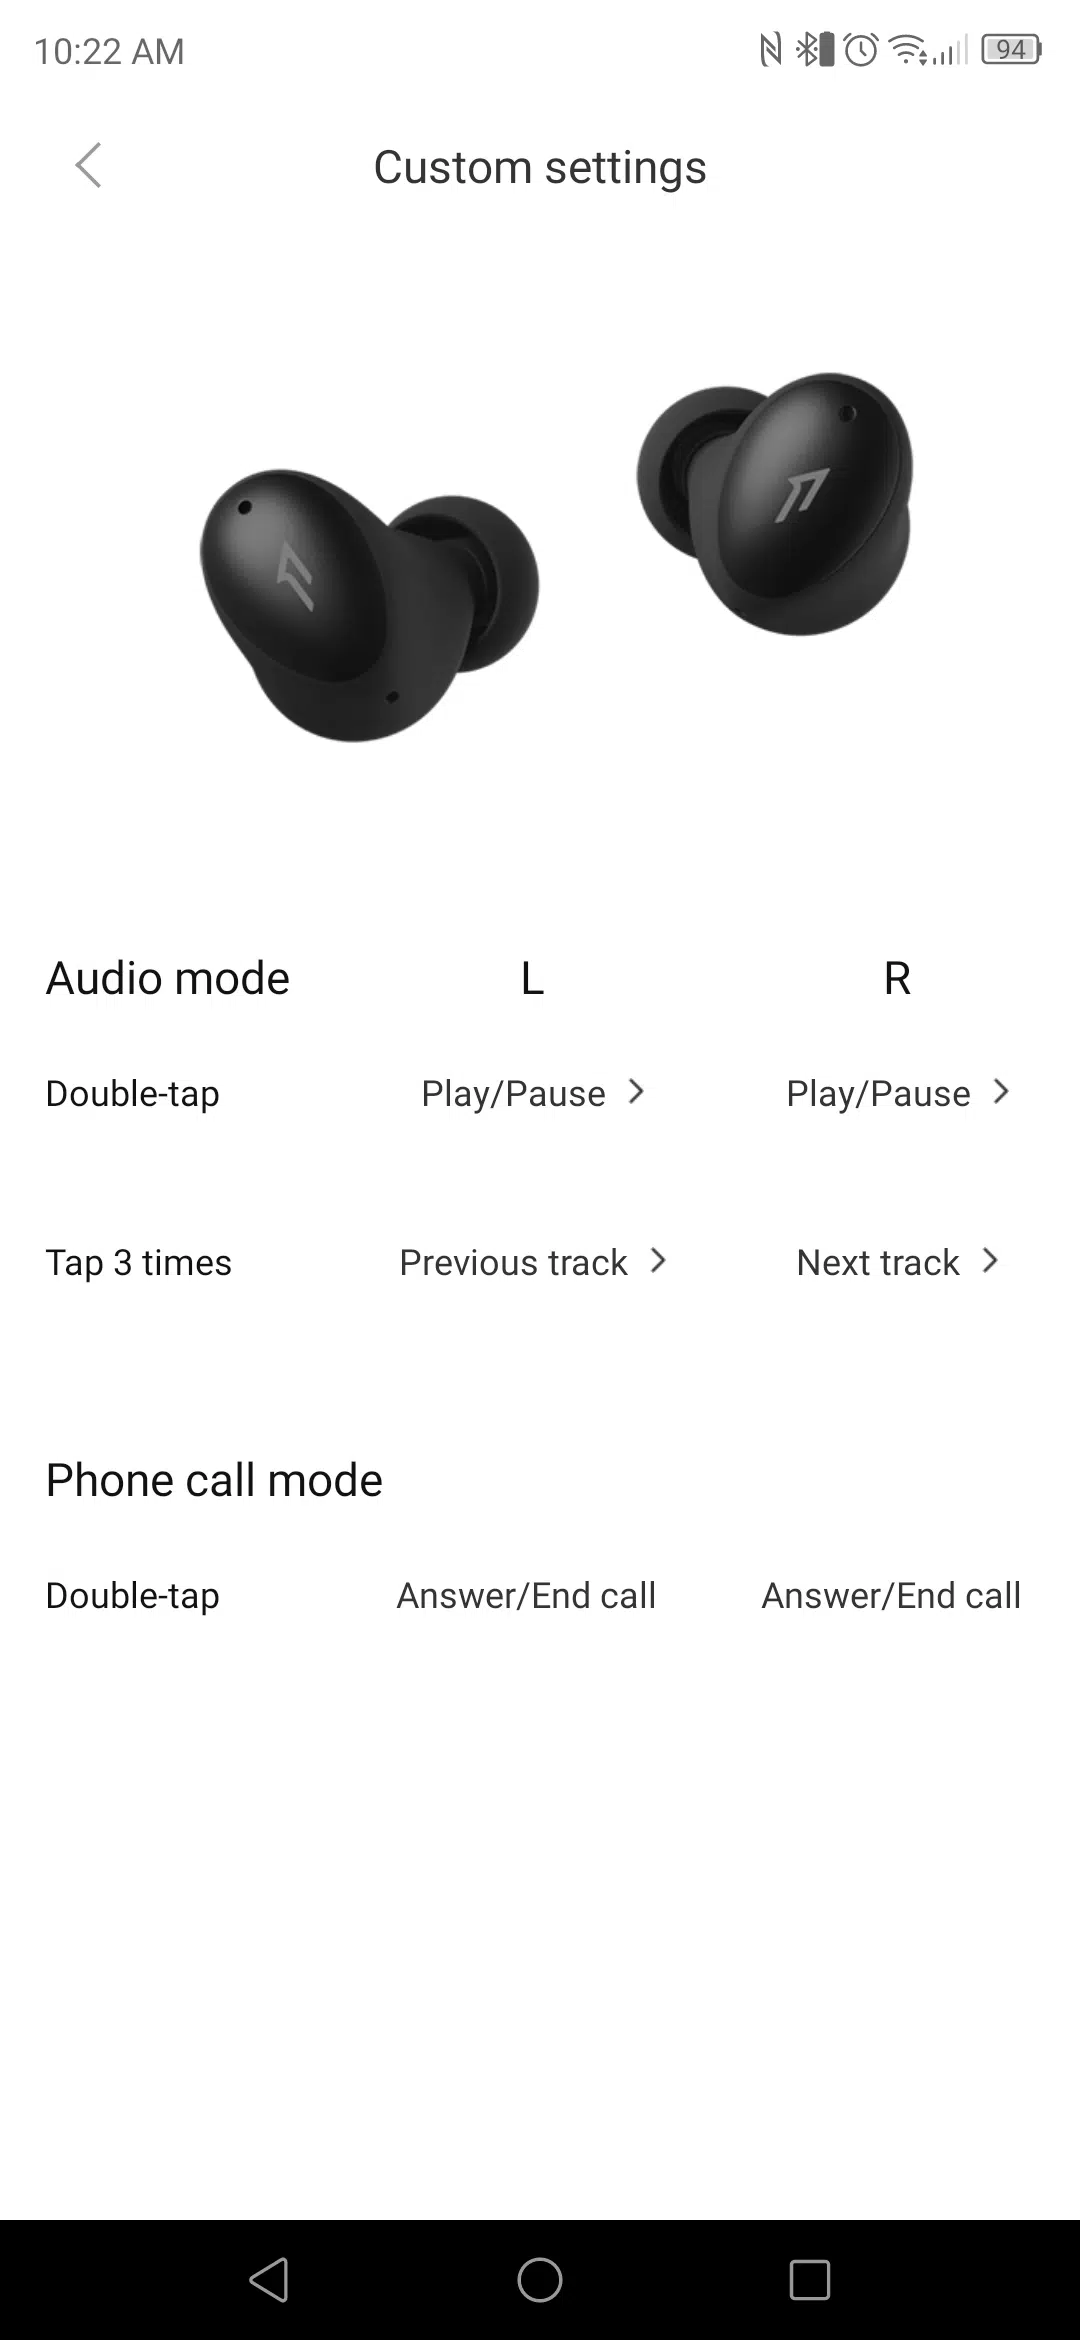 10:22 AM 94
Custom settings
Audio mode L R
Double-tap Play/Pause Play/Pause
Tap 3 times Previous track Next track
Phone call mode
Double-tap Answer/End call Answer/End call